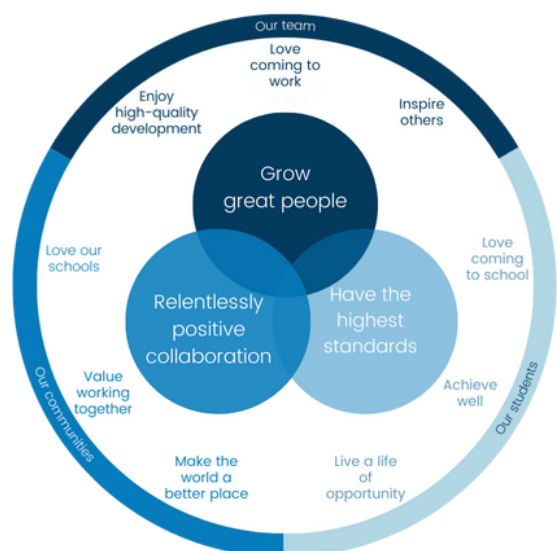 Our team
Love
coming to
work
Enjoy
high-quality
development
Inspire
others
Grow
great people
Love our
schools
Love
coming
to school
Relentlessly
positive
collaboration
Have the
highest
standards
Value
working
together
Achieve
well
Our communities
Our students
Make the
world a
better place
Live a life
of
opportunity